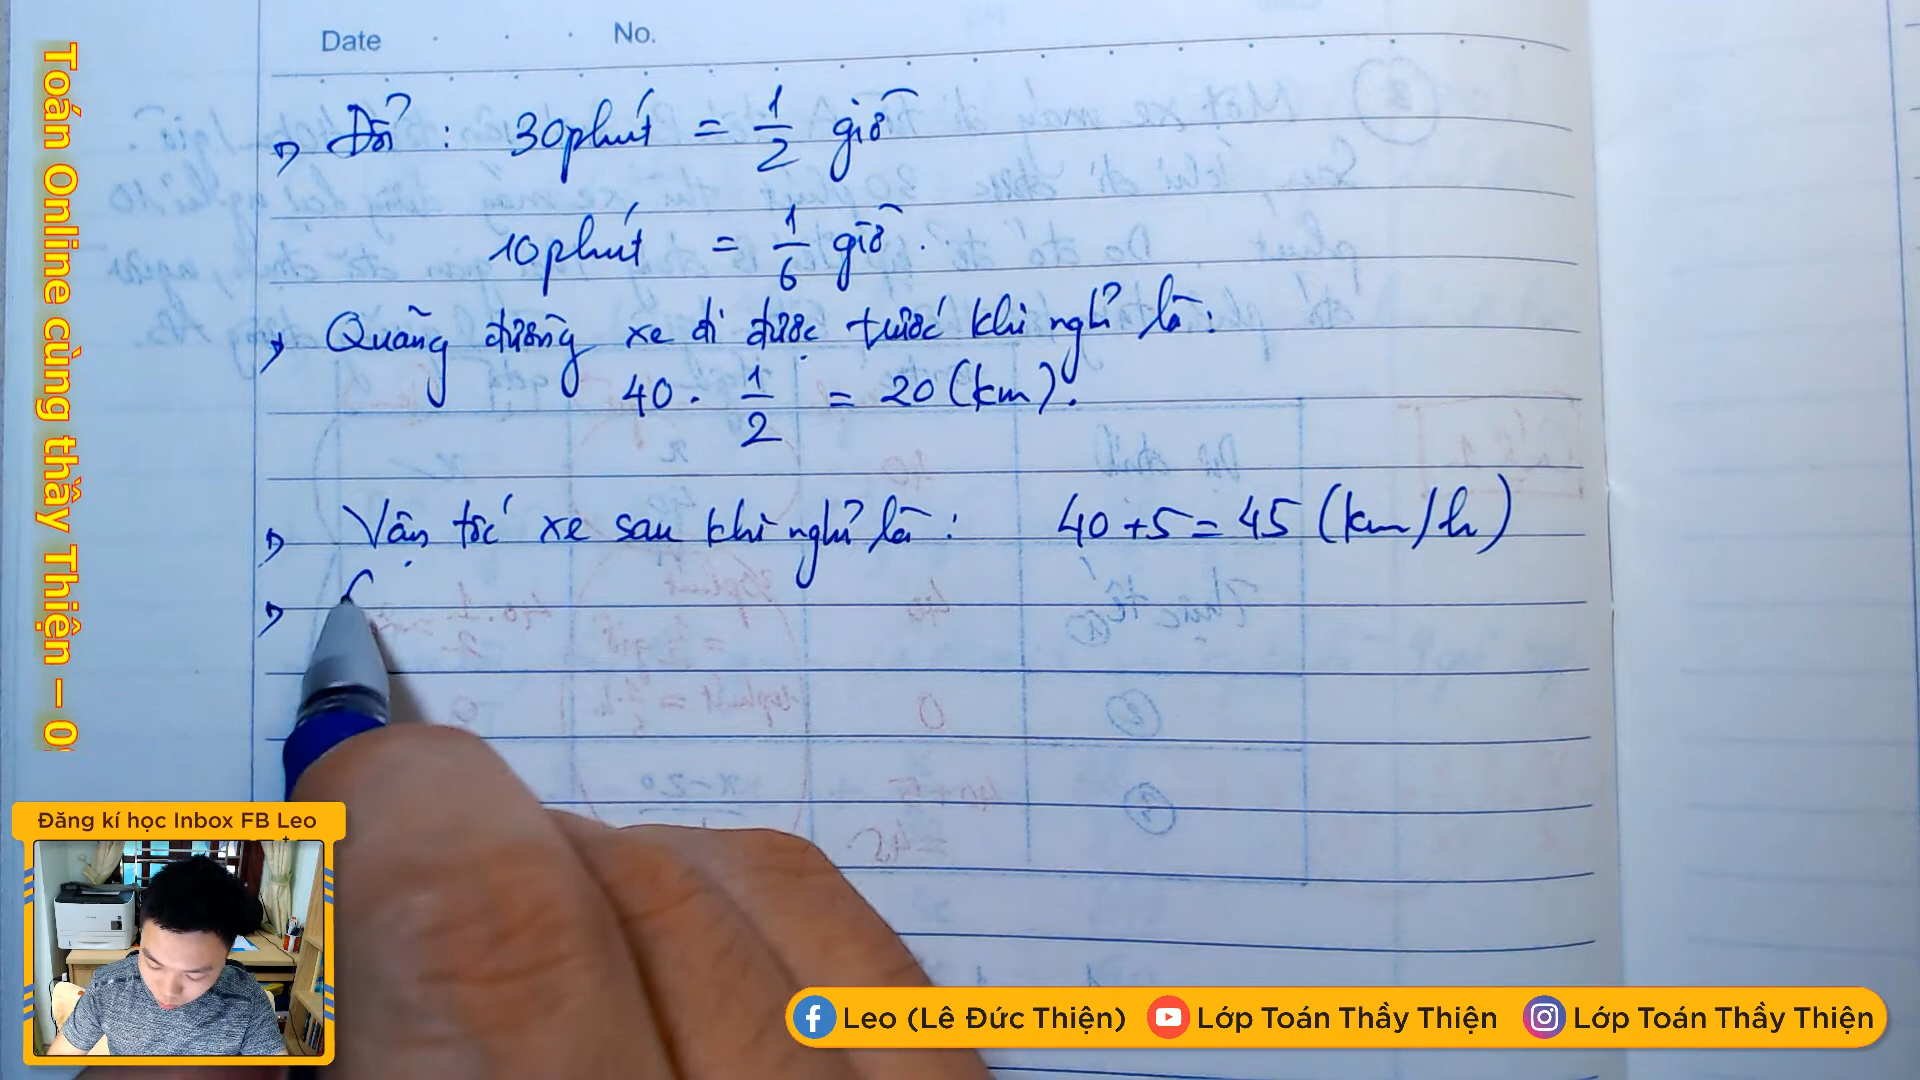 Date No.
Đổi : 30phút = 1/2 giờ
10phút = 1/6 giờ.
Quãng đường xe đi được trước khi nghỉ là :
40 . 1/2 = 20 (km).
Vận tốc xe sau khi nghỉ là : 40 + 5 = 45 (km/h)
Toán Online cùng thầy Thiện – 0
Đăng kí học Inbox FB Leo
Leo (Lê Đức Thiện) Lớp Toán Thầy Thiện Lớp Toán Thầy Thiện